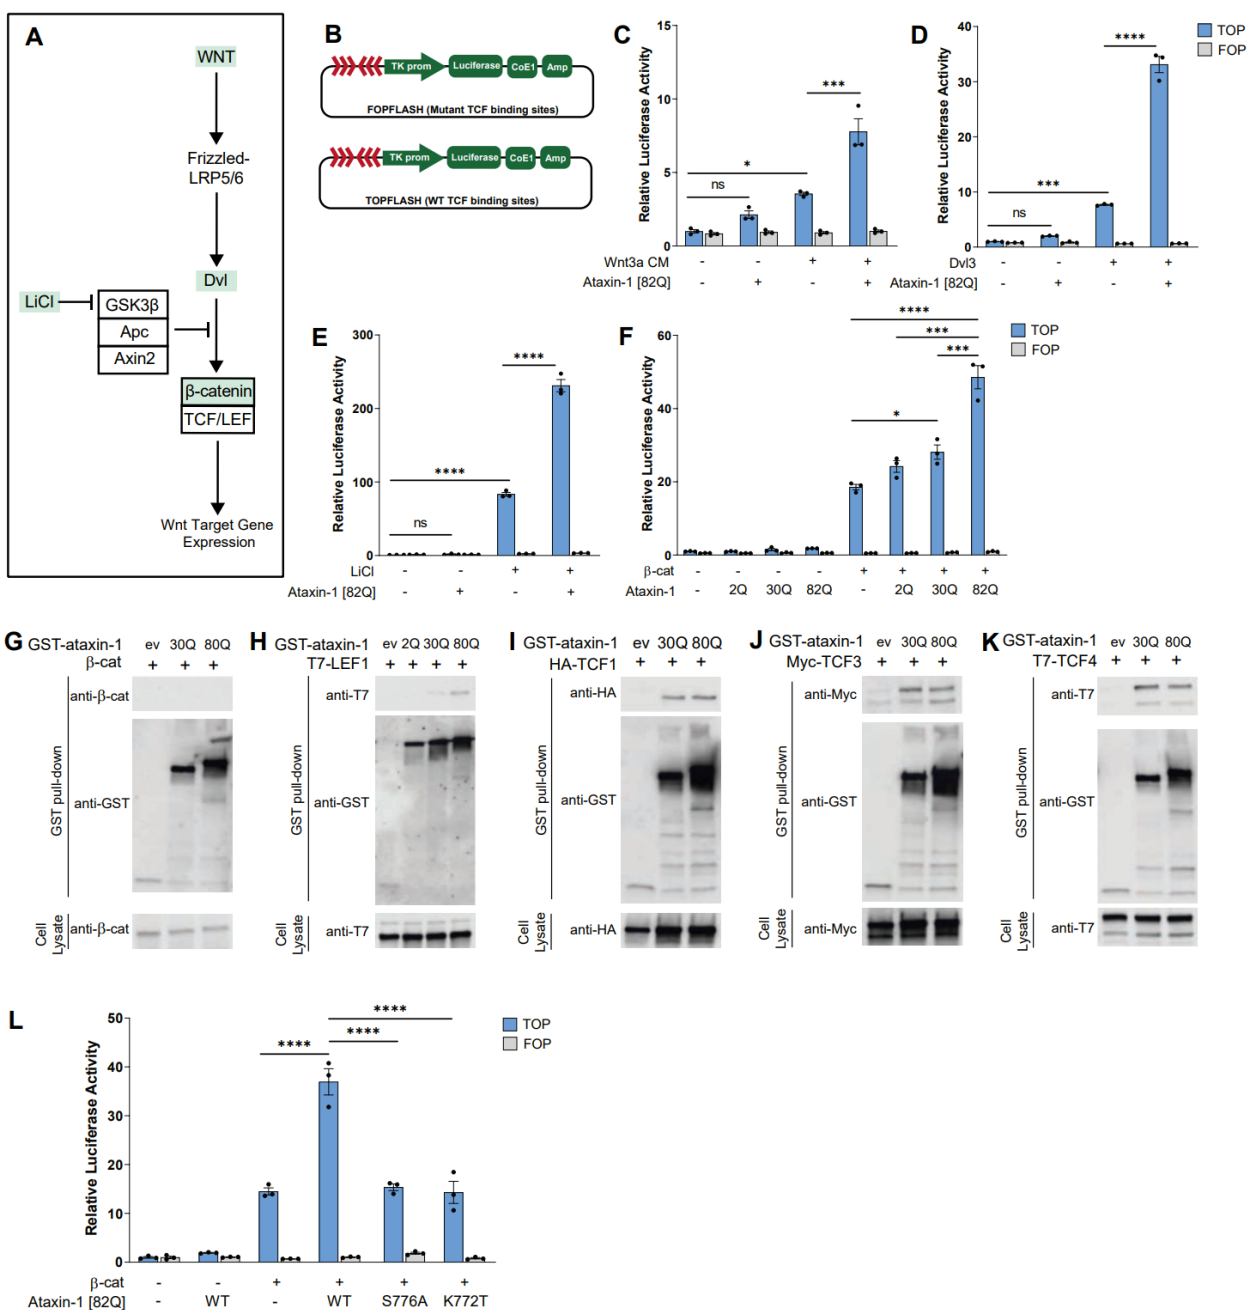 A
WNT
Frizzled-
LRP5/6
Dvl
LiCl
GSK3β
Apc
Axin2
β-catenin
TCF/LEF
Wnt Target Gene
Expression
B
TK prom Luciferase CoE1 Amp
FOPFLASH (Mutant TCF binding sites)
TK prom Luciferase CoE1 Amp
TOPFLASH (WT TCF binding sites)
C
Relative Luciferase Activity
15
10
5
0
ns
*
***
Wnt3a CM - - + +
Ataxin-1 [82Q] - + - +
D
TOP
FOP
Relative Luciferase Activity
40
30
20
10
0
ns
***
****
Dvl3 - - + +
Ataxin-1 [82Q] - + - +
E
Relative Luciferase Activity
300
200
100
0
ns
****
****
LiCl - - + +
Ataxin-1 [82Q] - + - +
F
TOP
FOP
Relative Luciferase Activity
60
40
20
0
****
***
***
*
β-cat - - - - + + + +
Ataxin-1 - 2Q 30Q 82Q - 2Q 30Q 82Q
G
GST-ataxin-1 ev 30Q 80Q
β-cat + + +
anti-β-cat
GST pull-down
anti-GST
Cell
Lysate
anti-β-cat
H
GST-ataxin-1 ev 2Q 30Q 80Q
T7-LEF1 + + + +
anti-T7
GST pull-down
anti-GST
Cell
Lysate
anti-T7
I
GST-ataxin-1 ev 30Q 80Q
HA-TCF1 + + +
anti-HA
GST pull-down
anti-GST
Cell
Lysate
anti-HA
J
GST-ataxin-1 ev 30Q 80Q
Myc-TCF3 + + +
anti-Myc
GST pull-down
anti-GST
Cell
Lysate
anti-Myc
K
GST-ataxin-1 ev 30Q 80Q
T7-TCF4 + + +
anti-T7
GST pull-down
anti-GST
Cell
Lysate
anti-T7
L
TOP
FOP
Relative Luciferase Activity
50
40
30
20
10
0
****
****
****
β-cat - - + + + +
Ataxin-1 [82Q] - WT - WT S776A K772T